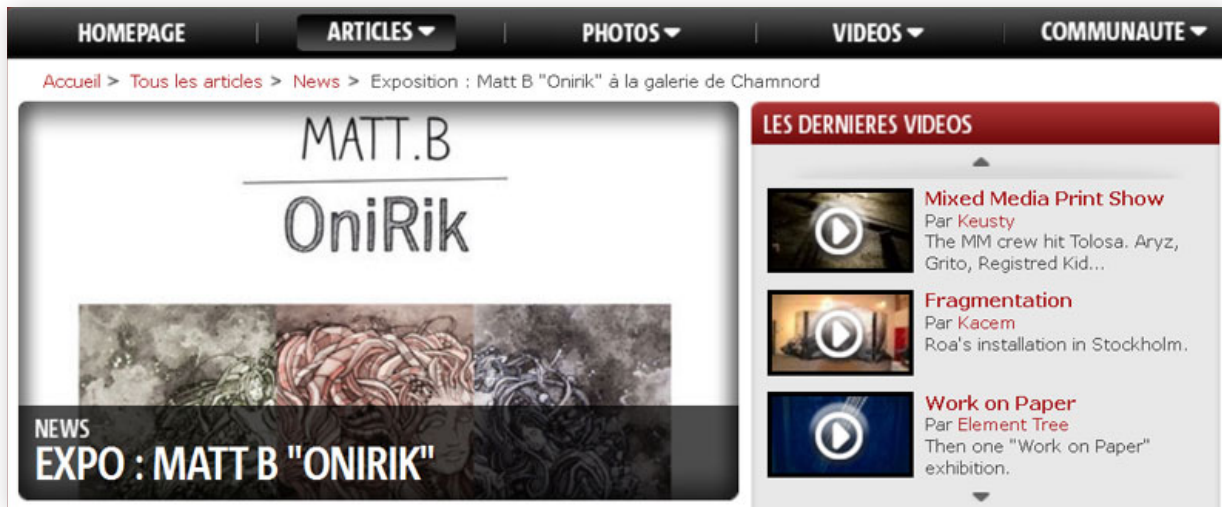 HOMEPAGE
ARTICLES
PHOTOS
VIDEOS
COMMUNAUTE
Accueil > Tous les articles > News > Exposition : Matt B "Onirik" à la galerie de Chamnord
MATT.B
OniRik
NEWS
EXPO : MATT B "ONIRIK"
LES DERNIERES VIDEOS
Mixed Media Print Show
Par Keusty
The MM crew hit Tolosa. Aryz,
Grito, Registred Kid...
Fragmentation
Par Kacem
Roa's installation in Stockholm.
Work on Paper
Par Element Tree
Then one "Work on Paper"
exhibition.